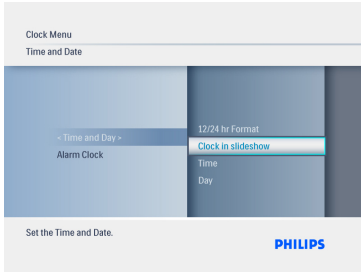 Clock Menu
Time and Date
< Time and Day >
Alarm Clock
12/24 hr Format
Clock in slideshow
Time
Day
Set the Time and Date.
PHILIPS